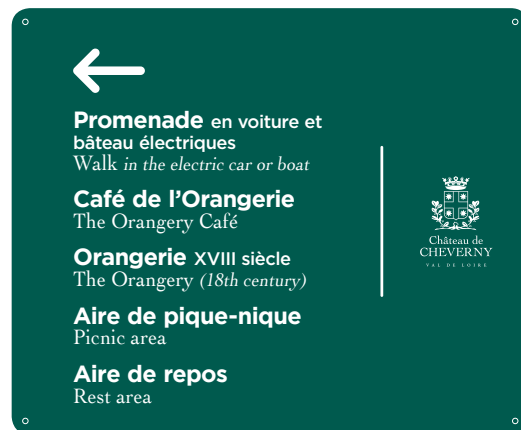 Promenade en voiture et
bâteau électriques
Walk in the electric car or boat
Café de l'Orangerie
The Orangery Café
Orangerie XVIII siècle
The Orangery (18th century)
Aire de pique-nique
Picnic area
Aire de repos
Rest area
Château de
CHEVERNY
VAL DE LOIRE